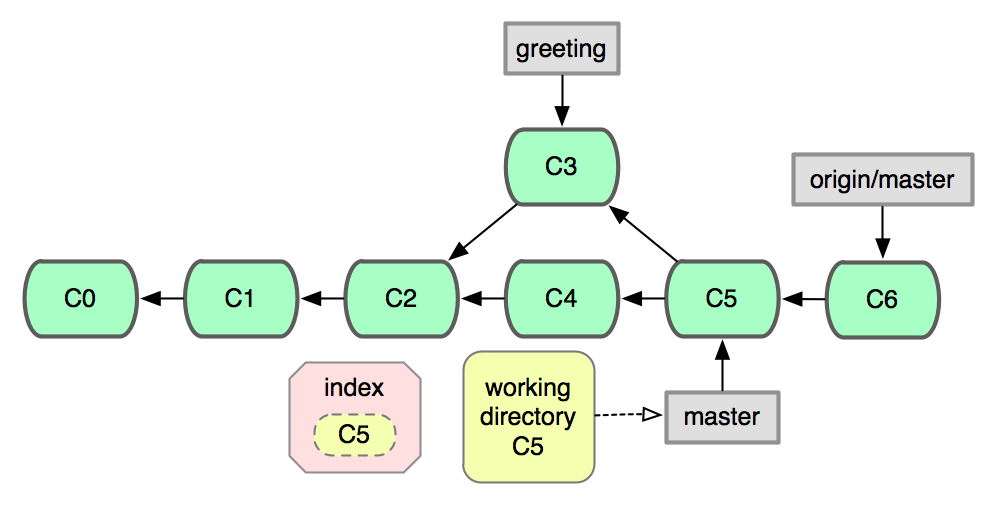 greeting
C3
origin/master
C0
C1
C2
C4
C5
C6
index
C5
working
directory
C5
master